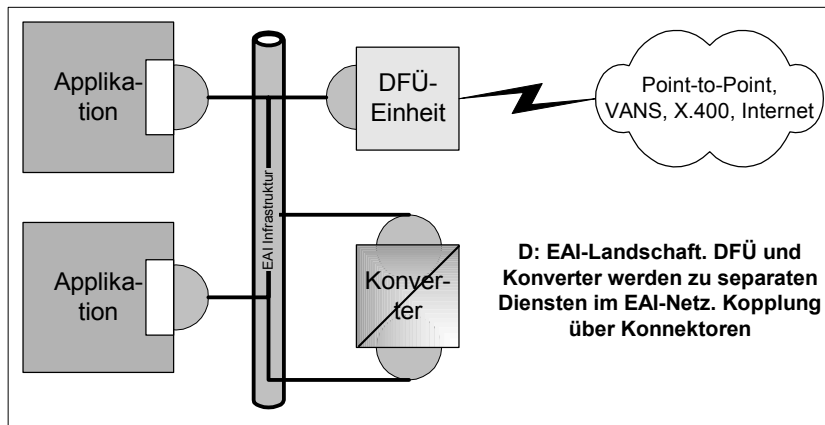 Applika-
tion
DFÜ-
Einheit
Point-to-Point,
VANS, X.400, Internet
EAI Infrastruktur
Applika-
tion
Konver-
ter
D: EAI-Landschaft. DFÜ und
Konverter werden zu separaten
Diensten im EAI-Netz. Kopplung
über Konnektoren